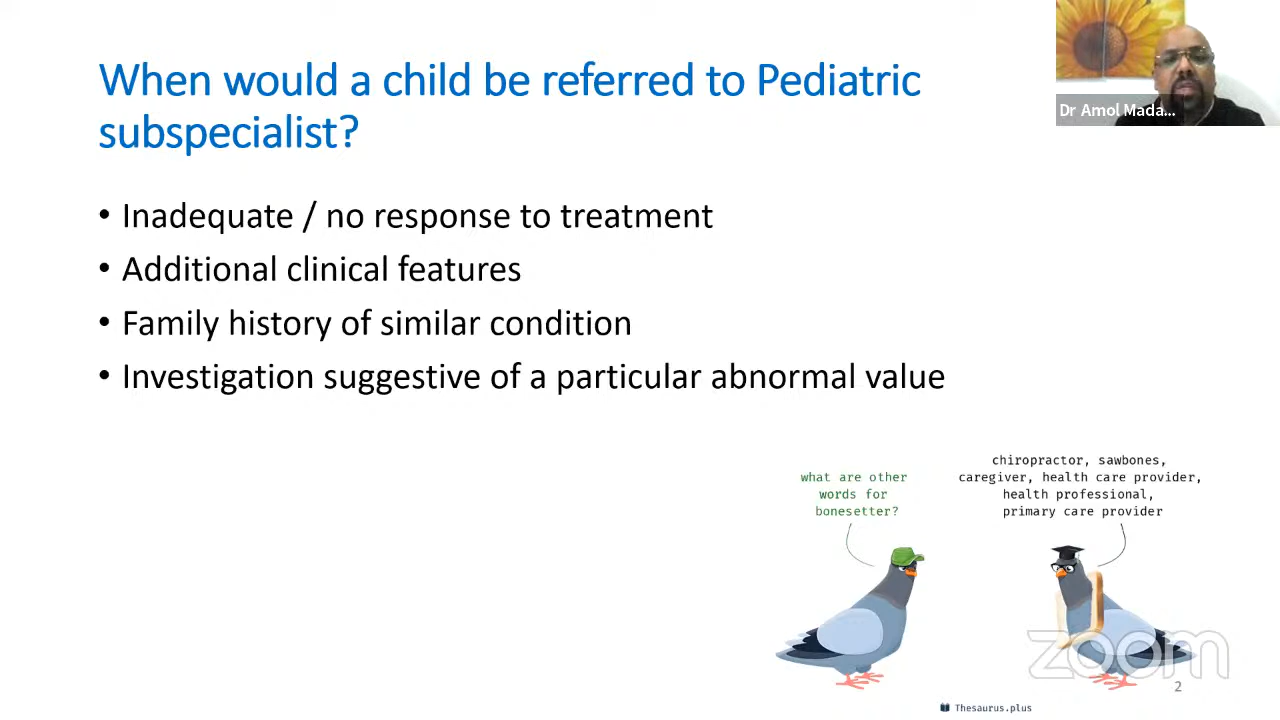 When would a child be referred to Pediatric
subspecialist?
• Inadequate / no response to treatment
• Additional clinical features
• Family history of similar condition
• Investigation suggestive of a particular abnormal value
Dr Amol Mada...
what are other
words for
bonesetter?
chiropractor, sawbones,
caregiver, health care provider,
health professional,
primary care provider
zoom
2
Thesaurus.plus